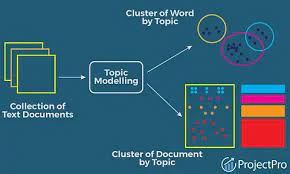 Cluster of Word
by Topic
Topic
Modelling
Collection of
Text Documents
Cluster of Document
by Topic
ProjectPro